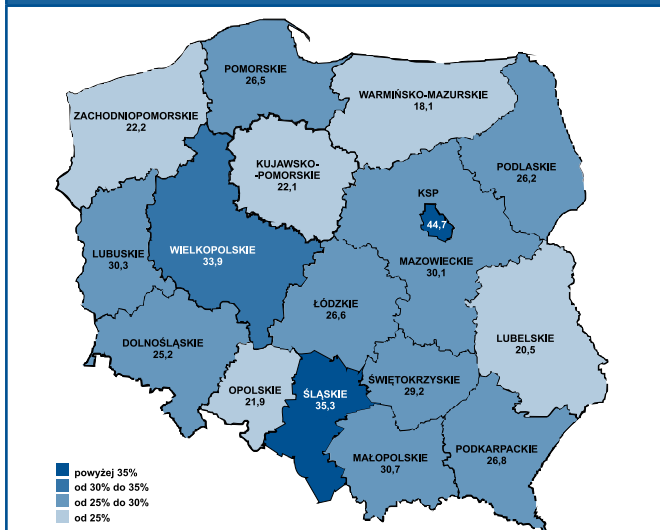 POMORSKIE
26,5
WARMIŃSKO-MAZURSKIE
18,1
ZACHODNIOPOMORSKIE
22,2
KUJAWSKO-
-POMORSKIE
22,1
PODLASKIE
26,2
KSP
44,7
LUBUSKIE
30,3
WIELKOPOLSKIE
33,9
MAZOWIECKIE
30,1
ŁÓDZKIE
26,6
DOLNOŚLĄSKIE
25,2
LUBELSKIE
20,5
OPOLSKIE
21,9
ŚLĄSKIE
35,3
ŚWIĘTOKRZYSKIE
29,2
MAŁOPOLSKIE
30,7
PODKARPACKIE
26,8
powyżej 35%
od 30% do 35%
od 25% do 30%
od 25%